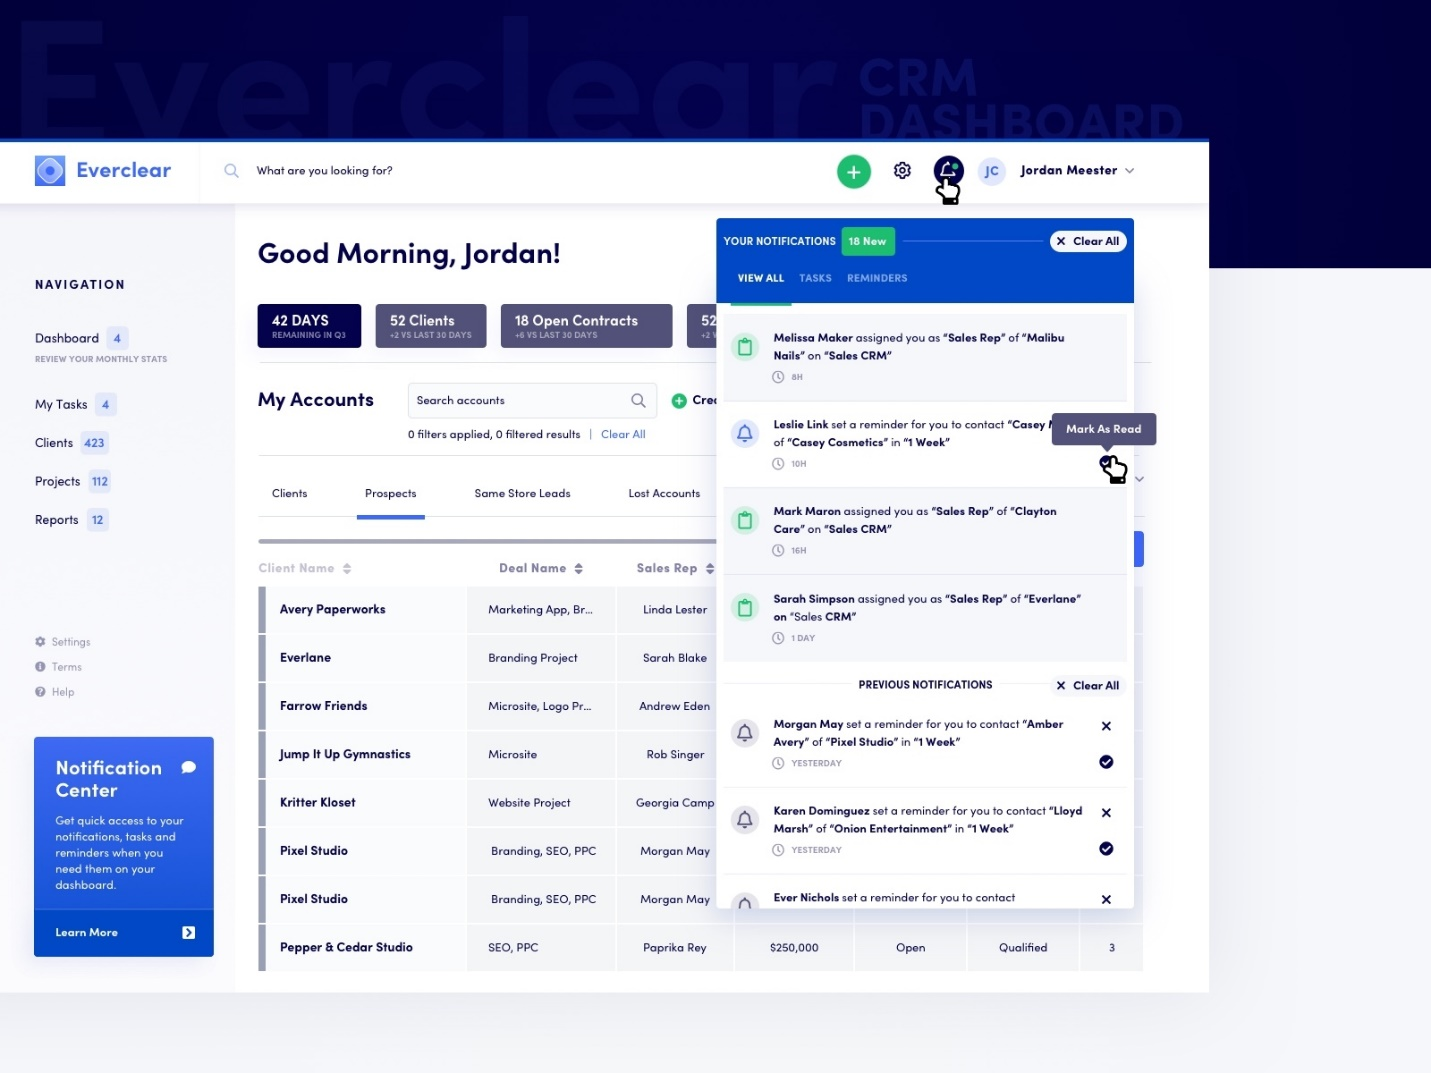 Everclear
CRM
DASHBOARD
Everclear
What are you looking for?
JC
Jordan Meester
NAVIGATION
Dashboard 4
REVIEW YOUR MONTHLY STATS
My Tasks 4
Clients 423
Projects 112
Reports 12
Settings
Terms
Help
Notification
Center
Get quick access to your
notifications, tasks and
reminders when you
need them on your
dashboard.
Learn More
Good Morning, Jordan!
42 DAYS
REMAINING IN Q3
52 Clients
+2 VS LAST 30 DAYS
18 Open Contracts
+6 VS LAST 30 DAYS
52
+2 V
My Accounts
Search accounts
Crea
0 filters applied, 0 filtered results | Clear All
Clients Prospects Same Store Leads Lost Accounts
Client Name Deal Name Sales Rep
Avery Paperworks Marketing App, Br... Linda Lester
Everlane Branding Project Sarah Blake
Farrow Friends Microsite, Logo Pr... Andrew Eden
Jump It Up Gymnastics Microsite Rob Singer
Kritter Kloset Website Project Georgia Camp
Pixel Studio Branding, SEO, PPC Morgan May
Pixel Studio Branding, SEO, PPC Morgan May
Pepper & Cedar Studio SEO, PPC Paprika Rey $250,000 Open Qualified 3
YOUR NOTIFICATIONS 18 New Clear All
VIEW ALL TASKS REMINDERS
Melissa Maker assigned you as “Sales Rep” of “Malibu
Nails” on “Sales CRM”
8H
Leslie Link set a reminder for you to contact “Casey M
of “Casey Cosmetics” in “1 Week”
10H
Mark As Read
Mark Maron assigned you as “Sales Rep” of “Clayton
Care” on “Sales CRM”
16H
Sarah Simpson assigned you as “Sales Rep” of “Everlane”
on “Sales CRM”
1 DAY
PREVIOUS NOTIFICATIONS Clear All
Morgan May set a reminder for you to contact “Amber
Avery” of “Pixel Studio” in “1 Week”
YESTERDAY
Karen Dominguez set a reminder for you to contact “Lloyd
Marsh” of “Onion Entertainment” in “1 Week”
YESTERDAY
Ever Nichols set a reminder for you to contact